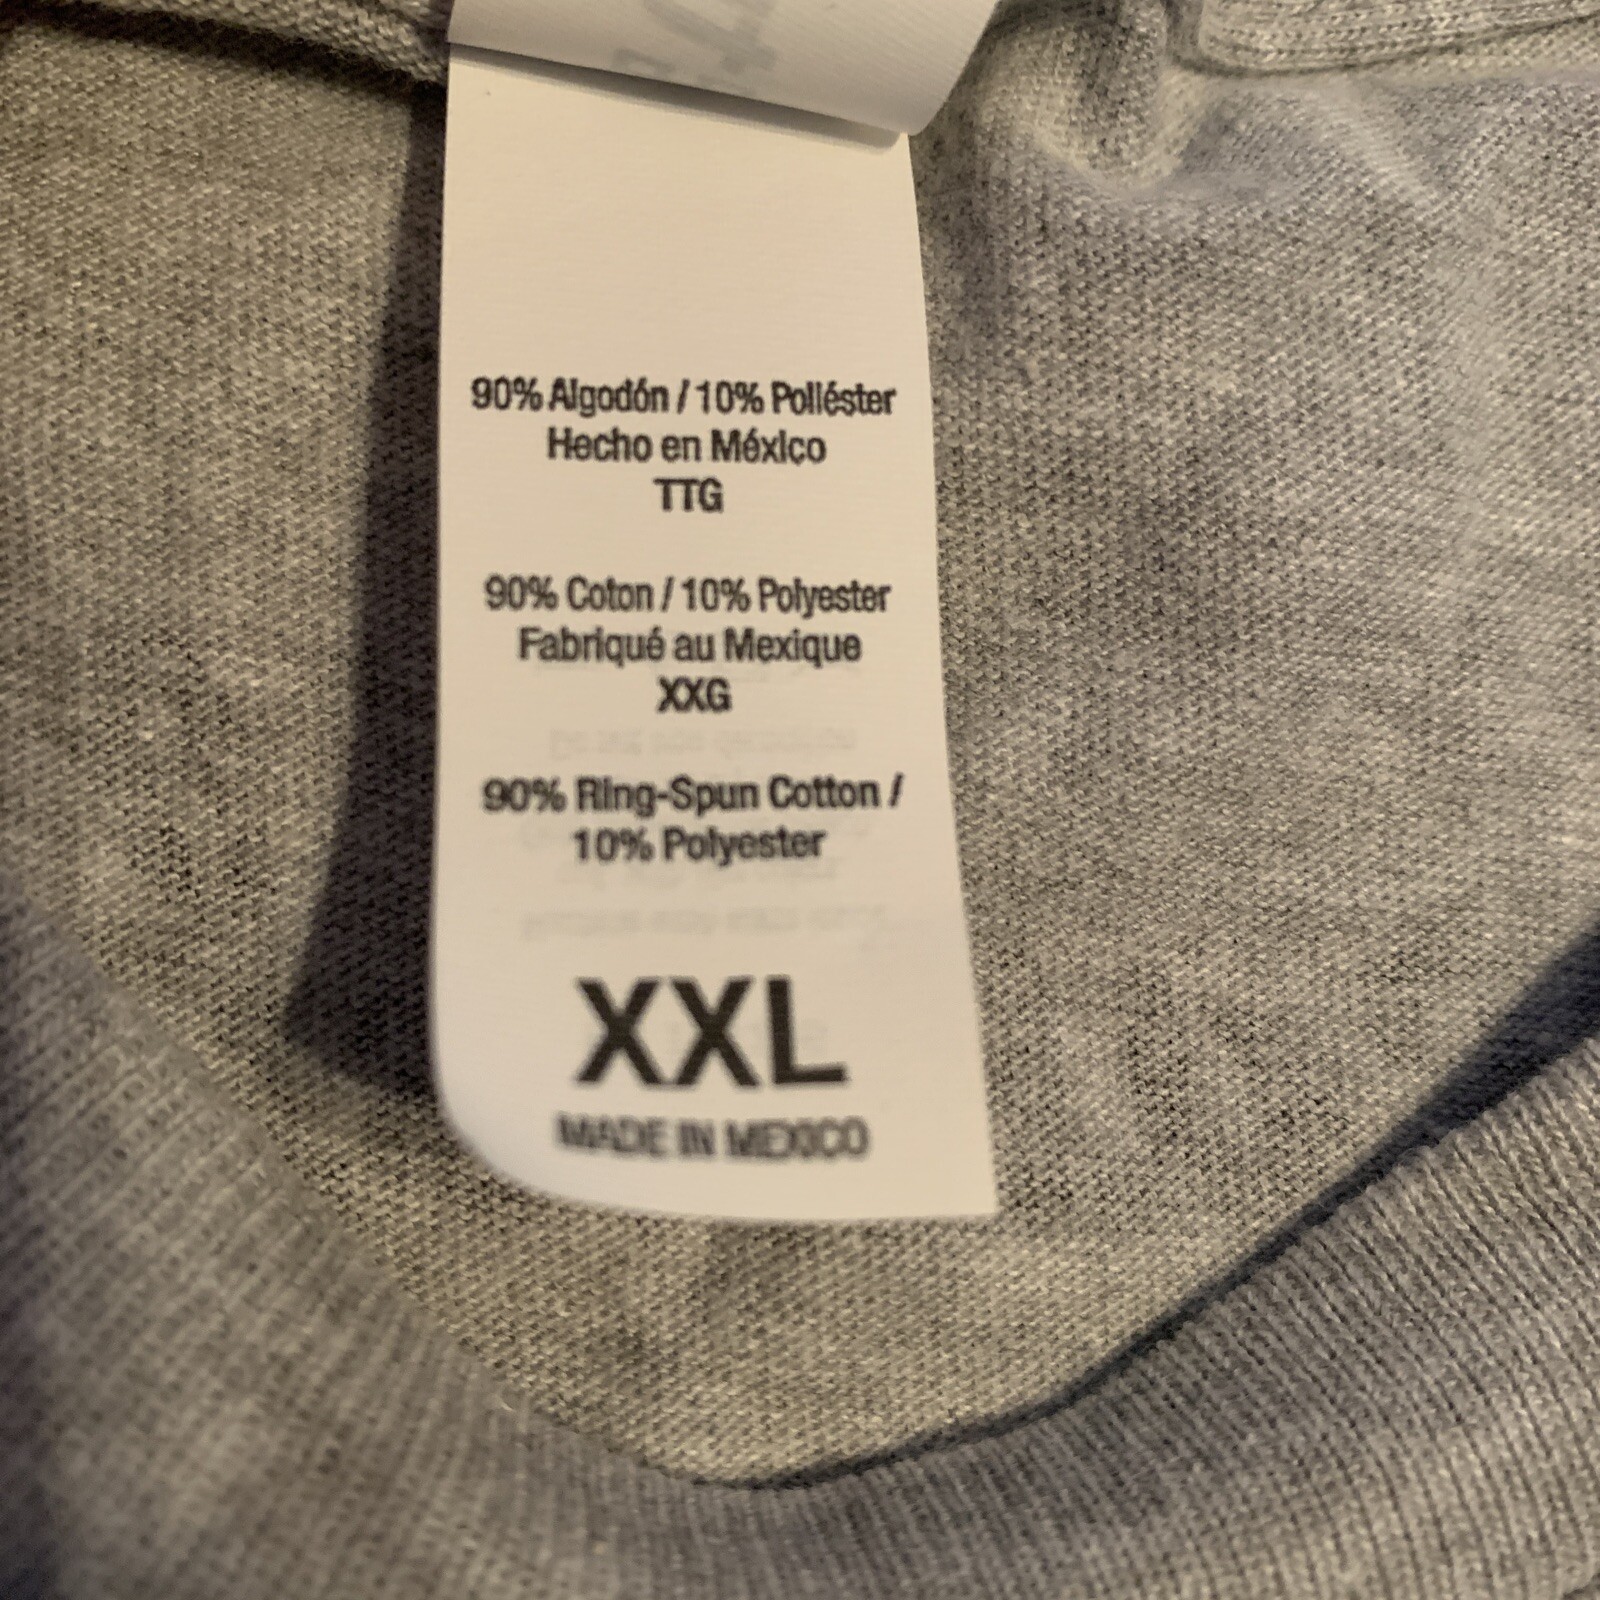 90% Algodón / 10% Poliéster
Hecho en México
TTG
90% Coton / 10% Polyester
Fabriqué au Mexique
XXG
90% Ring-Spun Cotton /
10% Polyester
XXL
MADE IN MEXICO